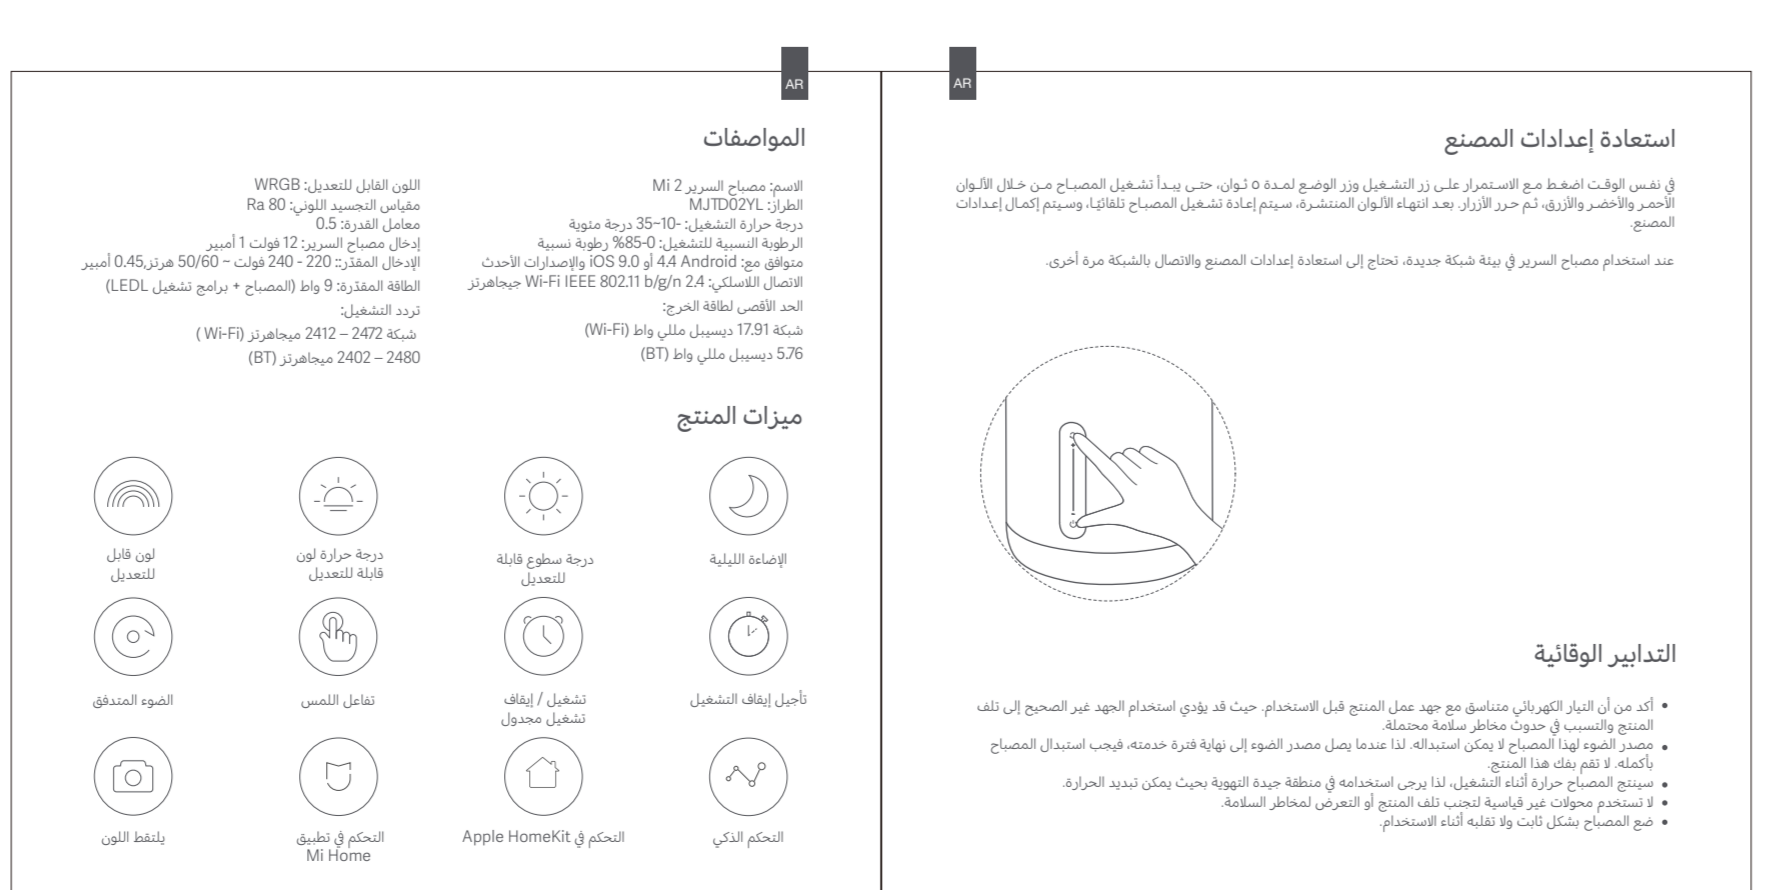 AR
استعادة إعدادات المصنع
في نفس الوقت اضغط مع الاستمرار على زر التشغيل وزر الوضع لمدة ٥ ثوان، حتى يبدأ تشغيل المصباح من خلال الألوان
الأحمر والأخضر والأزرق، ثم حرر الأزرار. بعد انتهاء الألوان المنتشرة، سيتم إعادة تشغيل المصباح تلقائيًا، وسيتم إكمال إعدادات
المصنع.
عند استخدام مصباح السرير في بيئة شبكة جديدة، تحتاج إلى استعادة إعدادات المصنع والاتصال بالشبكة مرة أخرى.
التدابير الوقائية
• أكد من أن التيار الكهربائي متناسق مع جهد عمل المنتج قبل الاستخدام. حيث قد يؤدي استخدام الجهد غير الصحيح إلى تلف
المنتج والتسبب في حدوث مخاطر سلامة محتملة.
• مصدر الضوء لهذا المصباح لا يمكن استبداله. لذا عندما يصل مصدر الضوء إلى نهاية فترة خدمته، فيجب استبدال المصباح
بأكمله. لا تقم بفك هذا المنتج.
• سينتج المصباح حرارة أثناء التشغيل، لذا يرجى استخدامه في منطقة جيدة التهوية بحيث يمكن تبديد الحرارة.
• لا تستخدم محولات غير قياسية لتجنب تلف المنتج أو التعرض لمخاطر السلامة.
• ضع المصباح بشكل ثابت ولا تقلبه أثناء الاستخدام.
AR
المواصفات
الاسم: مصباح السرير Mi 2
الطراز: MJTD02YL
درجة حرارة التشغيل: -10~35 درجة مئوية
الرطوبة النسبية للتشغيل: 0-85% رطوبة نسبية
متوافق مع: Android 4.4 أو iOS 9.0 والإصدارات الأحدث
الاتصال اللاسلكي: Wi-Fi IEEE 802.11 b/g/n 2.4 جيجاهرتز
الحد الأقصى لطاقة الخرج:
شبكة 17.91 ديسيبل مللي واط (Wi-Fi)
5.76 ديسيبل مللي واط (BT)
اللون القابل للتعديل: WRGB
مقياس التجسيد اللوني: Ra 80
معامل القدرة: 0.5
إدخال مصباح السرير: 12 فولت 1 أمبير
الإدخال المقدّر:: 220 - 240 فولت ~ 50/60 هرتز,0.45 أمبير
الطاقة المقدّرة: 9 واط (المصباح + برامج تشغيل LEDL)
تردد التشغيل:
شبكة 2472 – 2412 ميجاهرتز (Wi-Fi )
2480 – 2402 ميجاهرتز (BT)
ميزات المنتج
الإضاءة الليلية
درجة سطوع قابلة
للتعديل
درجة حرارة لون
قابلة للتعديل
لون قابل
للتعديل
تأجيل إيقاف التشغيل
تشغيل / إيقاف
تشغيل مجدول
تفاعل اللمس
الضوء المتدفق
التحكم الذكي
التحكم في Apple HomeKit
التحكم في تطبيق
Mi Home
يلتقط اللون